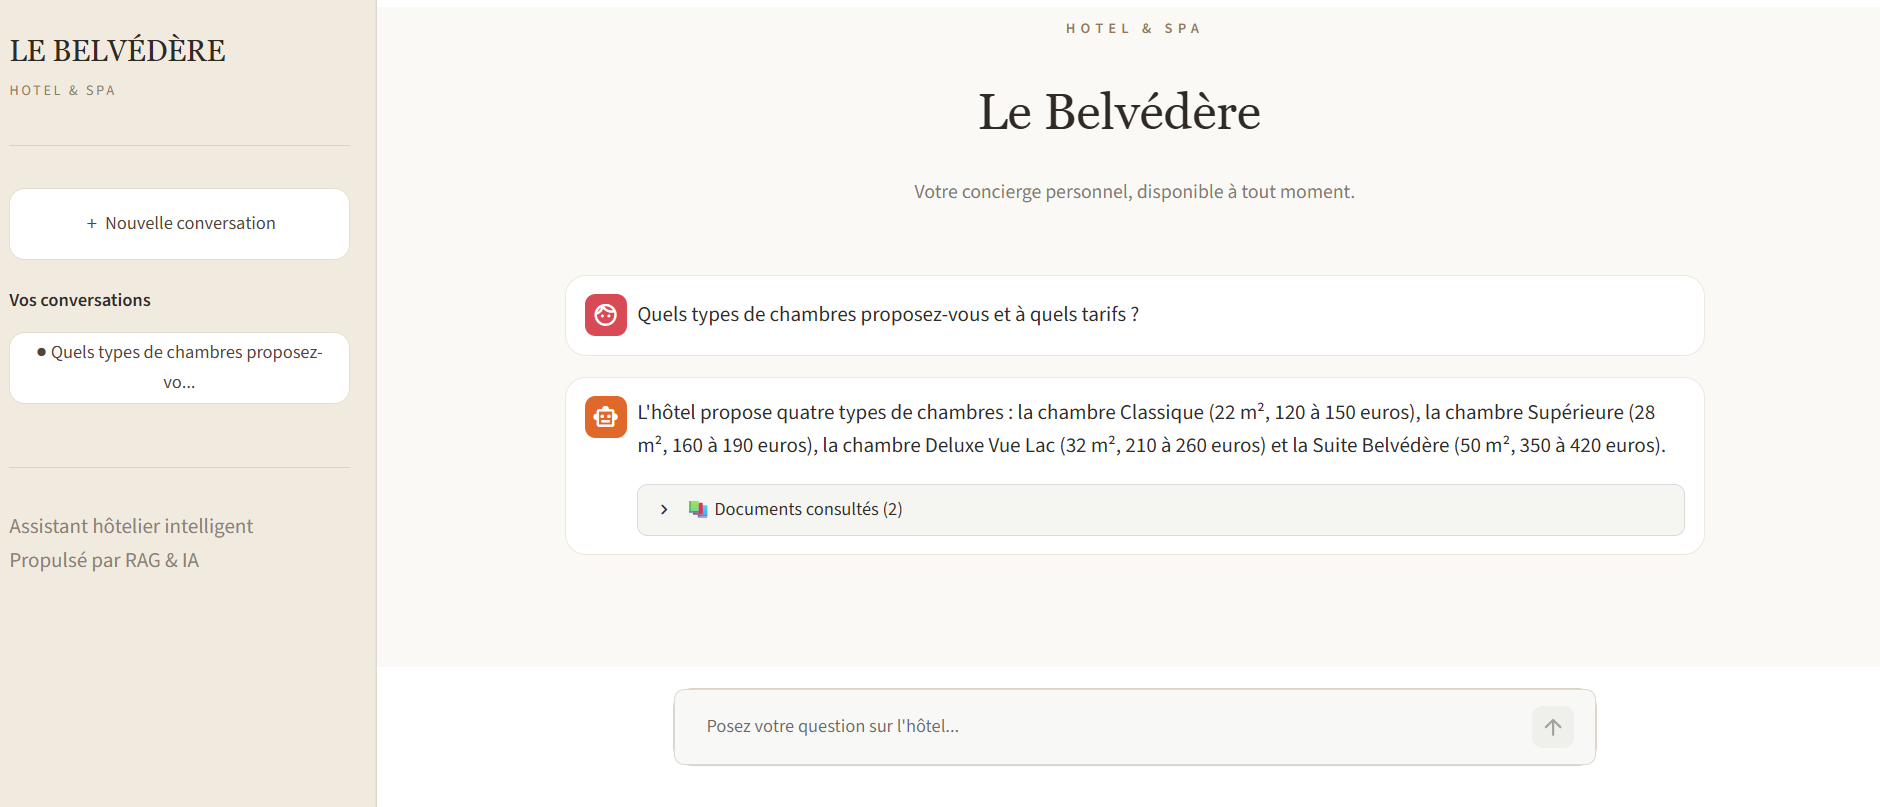 LE BELVÉDÈRE
HOTEL & SPA
+ Nouvelle conversation
Vos conversations
● Quels types de chambres proposez-
vo...
Assistant hôtelier intelligent
Propulsé par RAG & IA
HOTEL & SPA
Le Belvédère
Votre concierge personnel, disponible à tout moment.
Quels types de chambres proposez-vous et à quels tarifs ?
L'hôtel propose quatre types de chambres : la chambre Classique (22 m², 120 à 150 euros), la chambre Supérieure (28
m², 160 à 190 euros), la chambre Deluxe Vue Lac (32 m², 210 à 260 euros) et la Suite Belvédère (50 m², 350 à 420 euros).
Documents consultés (2)
Posez votre question sur l'hôtel...